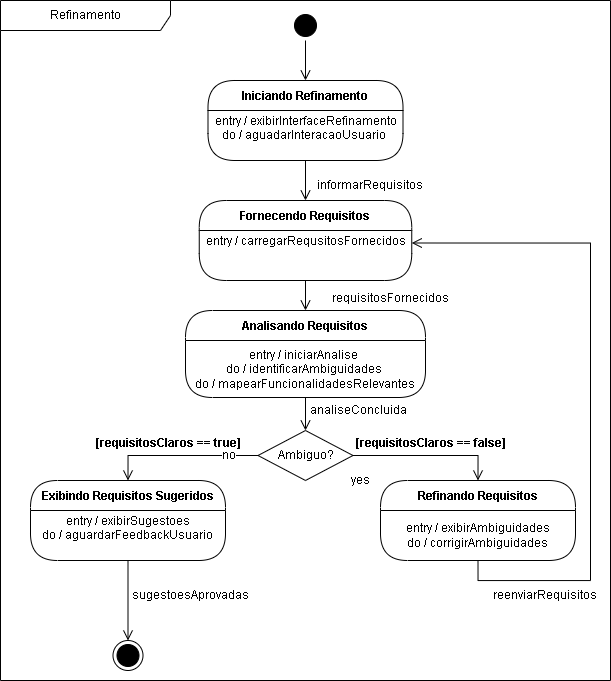 Refinamento
Iniciando Refinamento
entry / exibirInterfaceRefinamento
do / aguadarInteracaoUsuario
informarRequisitos
Fornecendo Requisitos
entry / carregarRequsitosFornecidos
requisitosFornecidos
Analisando Requisitos
entry / iniciarAnalise
do / identificarAmbiguidades
do / mapearFuncionalidadesRelevantes
analiseConcluida
[requisitosClaros == true]
[requisitosClaros == false]
no
Ambiguo?
yes
Exibindo Requisitos Sugeridos
entry / exibirSugestoes
do / aguardarFeedbackUsuario
Refinando Requisitos
entry / exibirAmbiguidades
do / corrigirAmbiguidades
sugestoesAprovadas
reenviarRequisitos